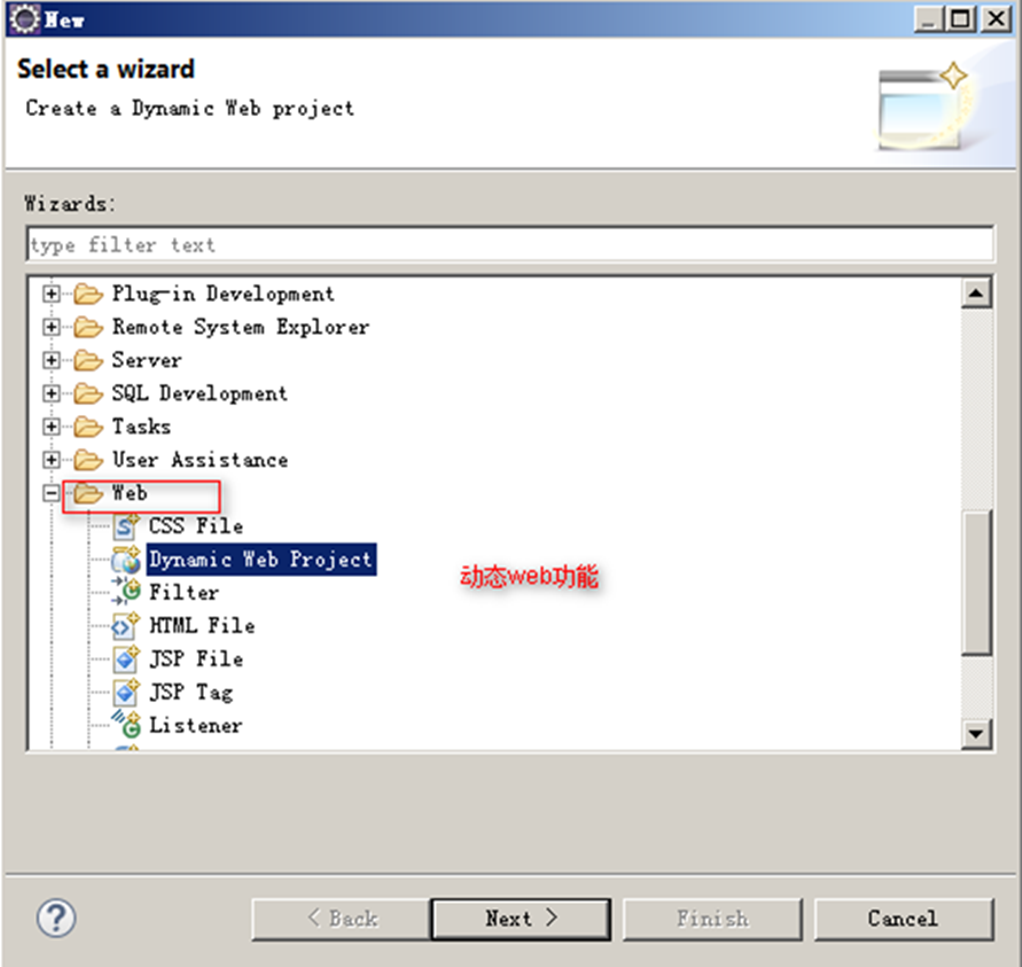 New
Select a wizard
Create a Dynamic Web project
Wizards:
type filter text
Plug-in Development
Remote System Explorer
Server
SQL Development
Tasks
User Assistance
Web
CSS File
Dynamic Web Project
动态web功能
Filter
HTML File
JSP File
JSP Tag
Listener
< Back
Next >
Finish
Cancel